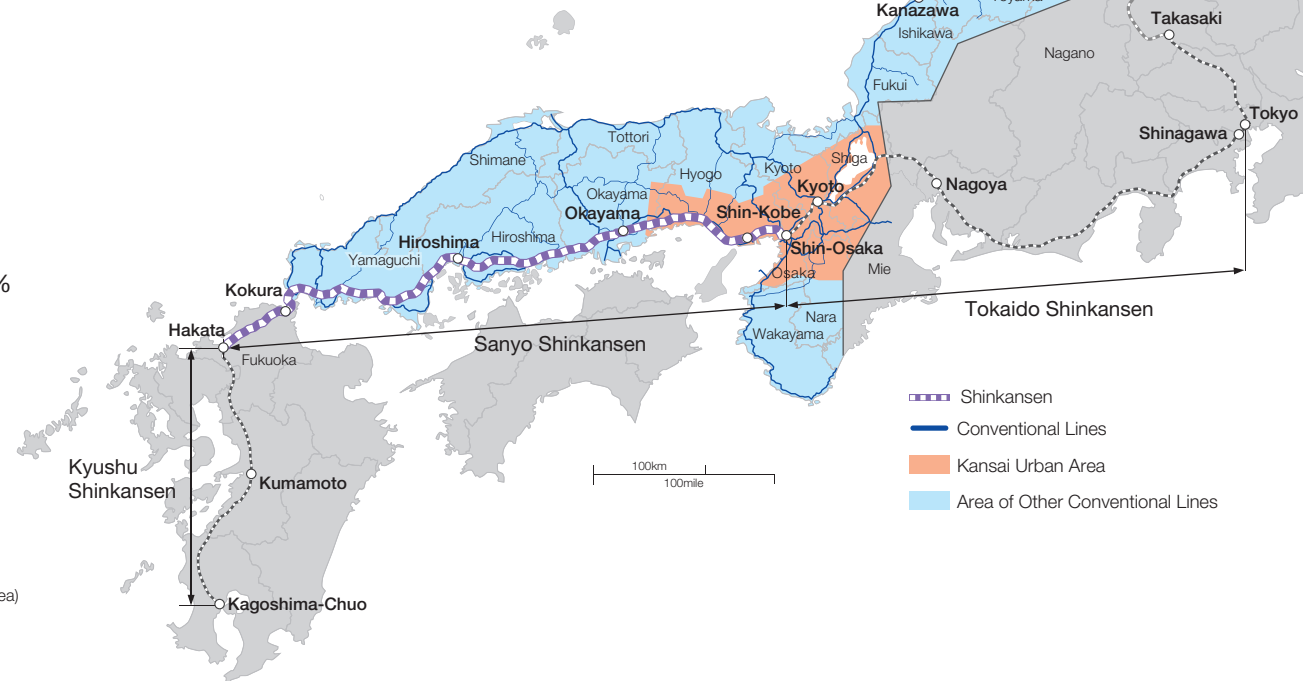 Toyama
Kanazawa
Ishikawa
Takasaki
Nagano
Fukui
Tokyo
Shinagawa
Tottori
Shimane
Shiga
Kyoto
Hyogo
Kyoto
Nagoya
Okayama
Okayama
Shin-Kobe
Hiroshima
Hiroshima
Shin-Osaka
Yamaguchi
Osaka
Mie
%
Kokura
Tokaido Shinkansen
Nara
Hakata
Wakayama
Sanyo Shinkansen
Fukuoka
Shinkansen
Conventional Lines
Kansai Urban Area
Area of Other Conventional Lines
100km
100mile
Kyushu
Shinkansen
Kumamoto
ea)
Kagoshima-Chuo